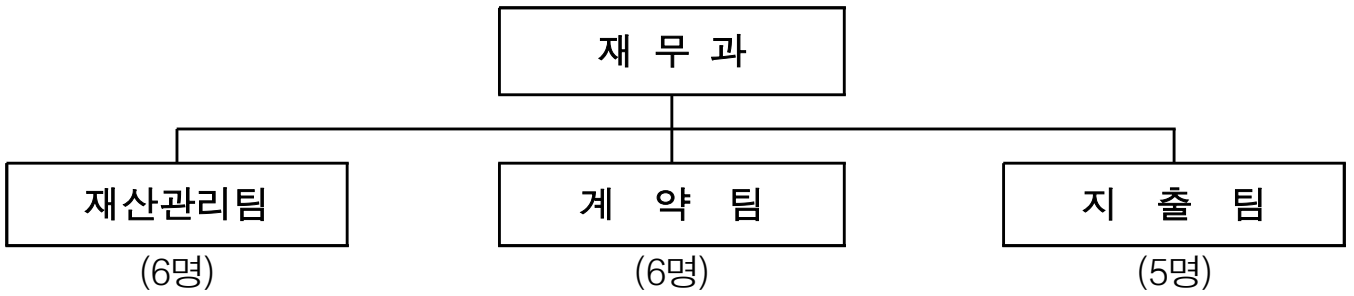 재 무 과
재산관리팀 계 약 팀 지 출 팀
(6명) (6명) (5명)